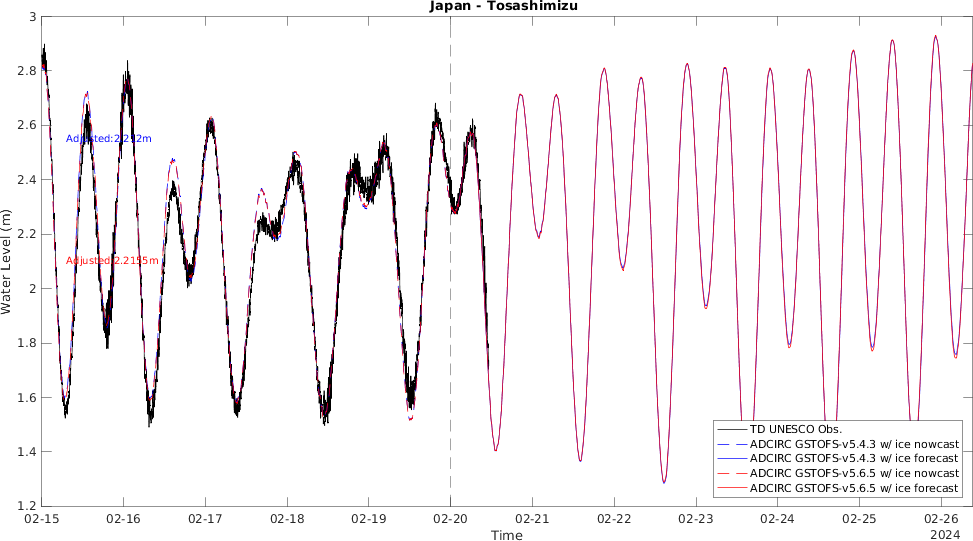 Japan - Tosashimizu
3
2.8
2.6
2.4
2.2
2
1.8
1.6
1.4
1.2
Water Level (m)
Adjusted:2.212m
Adjusted:2.2155m
TD UNESCO Obs.
ADCIRC GSTOFS-v5.4.3 w/ ice nowcast
ADCIRC GSTOFS-v5.4.3 w/ ice forecast
ADCIRC GSTOFS-v5.6.5 w/ ice nowcast
ADCIRC GSTOFS-v5.6.5 w/ ice forecast
02-15 02-16 02-17 02-18 02-19 02-20 02-21 02-22 02-23 02-24 02-25 02-26
Time
2024